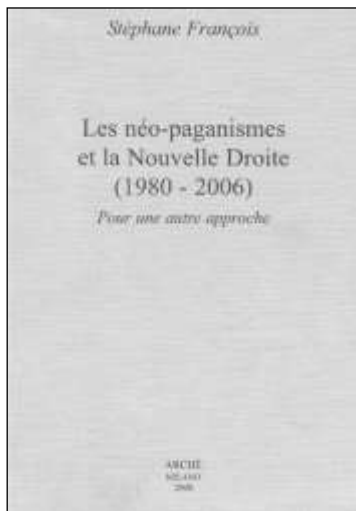 Stéphane François
Les néo-paganismes
et la Nouvelle Droite
(1980 - 2006)
Pour une autre approche
ARCHÈ
MILANO
2008